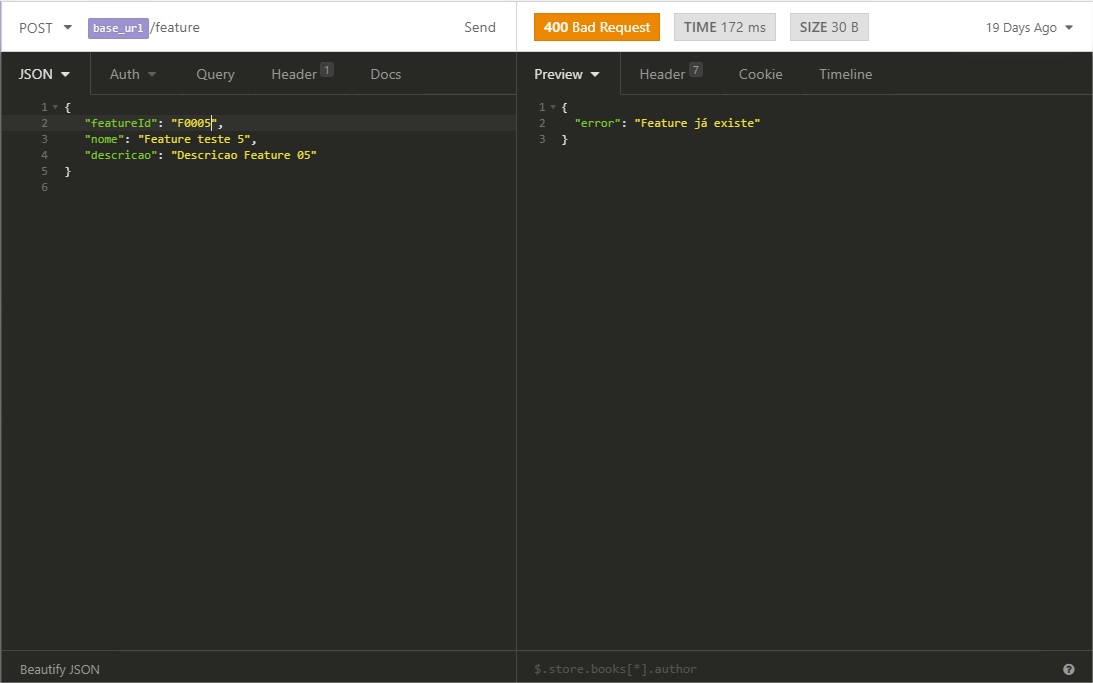 POST base_url/feature Send
400 Bad Request TIME 172 ms SIZE 30 B 19 Days Ago
JSON Auth Query Header 1 Docs
Preview Header 7 Cookie Timeline
1 {
2 "featureId": "F0005",
3 "nome": "Feature teste 5",
4 "descricao": "Descricao Feature 05"
5 }
6
1 {
2 "error": "Feature já existe"
3 }
Beautify JSON
$.store.books[*].author ?